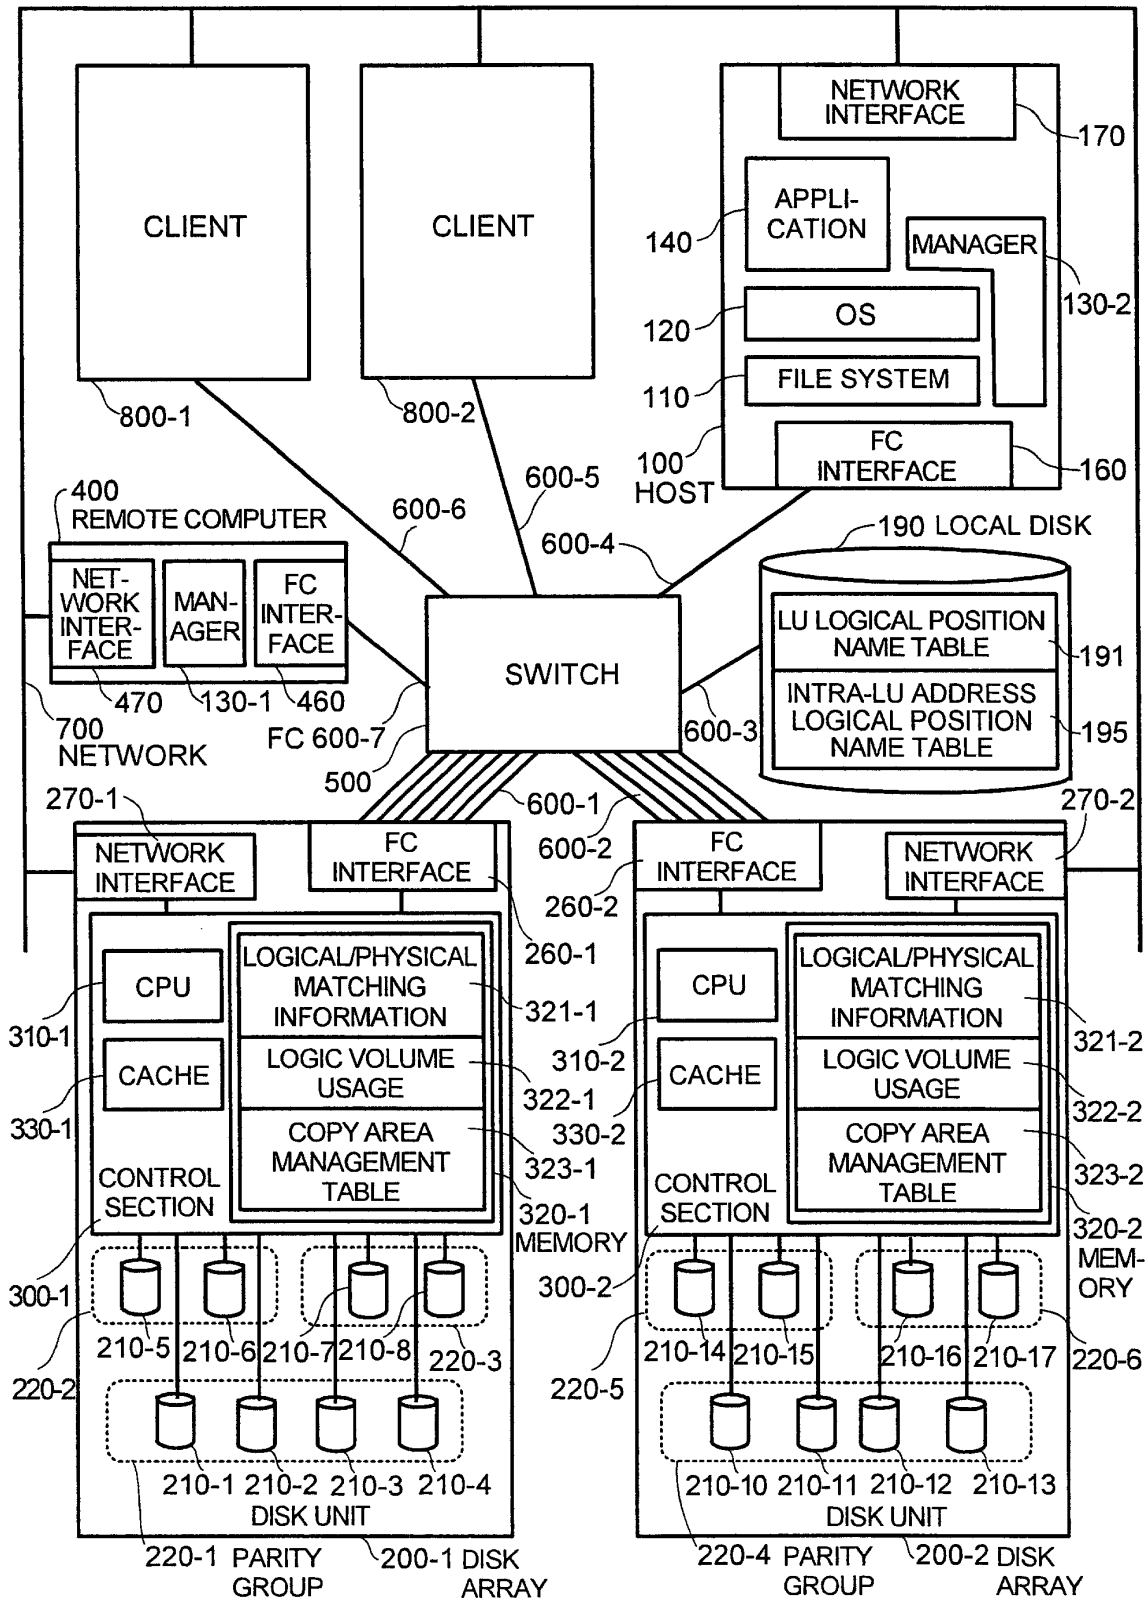 NETWORK
INTERFACE
170
CLIENT
CLIENT
APPLI-
CATION
140
MANAGER
130-2
OS
120
FILE SYSTEM
110
800-1
800-2
FC
INTERFACE
100
HOST
160
400
REMOTE COMPUTER
600-6
600-5
600-4
190 LOCAL DISK
NET-
WORK
INTER-
FACE
MAN-
AGER
FC
INTER-
FACE
SWITCH
LU LOGICAL POSITION
NAME TABLE
191
INTRA-LU ADDRESS
LOGICAL POSITION
NAME TABLE
195
470
130-1
460
700
NETWORK
FC 600-7
500
600-3
270-1
600-1
600-2
270-2
NETWORK
INTERFACE
FC
INTERFACE
FC
INTERFACE
NETWORK
INTERFACE
260-2
260-1
CPU
LOGICAL/PHYSICAL
MATCHING
INFORMATION
310-1
321-1
CACHE
LOGIC VOLUME
USAGE
330-1
322-1
COPY AREA
MANAGEMENT
TABLE
323-1
CONTROL
SECTION
320-1
MEMORY
300-1
CPU
LOGICAL/PHYSICAL
MATCHING
INFORMATION
310-2
321-2
CACHE
LOGIC VOLUME
USAGE
330-2
322-2
COPY AREA
MANAGEMENT
TABLE
323-2
CONTROL
SECTION
320-2
MEM-
ORY
300-2
210-5
210-6
210-7
210-8
220-3
220-2
210-14
210-15
210-16
210-17
220-6
220-5
210-1
210-2
210-3
210-4
DISK UNIT
210-10
210-11
210-12
210-13
DISK UNIT
220-1 PARITY
GROUP
200-1 DISK
ARRAY
220-4 PARITY
GROUP
200-2 DISK
ARRAY